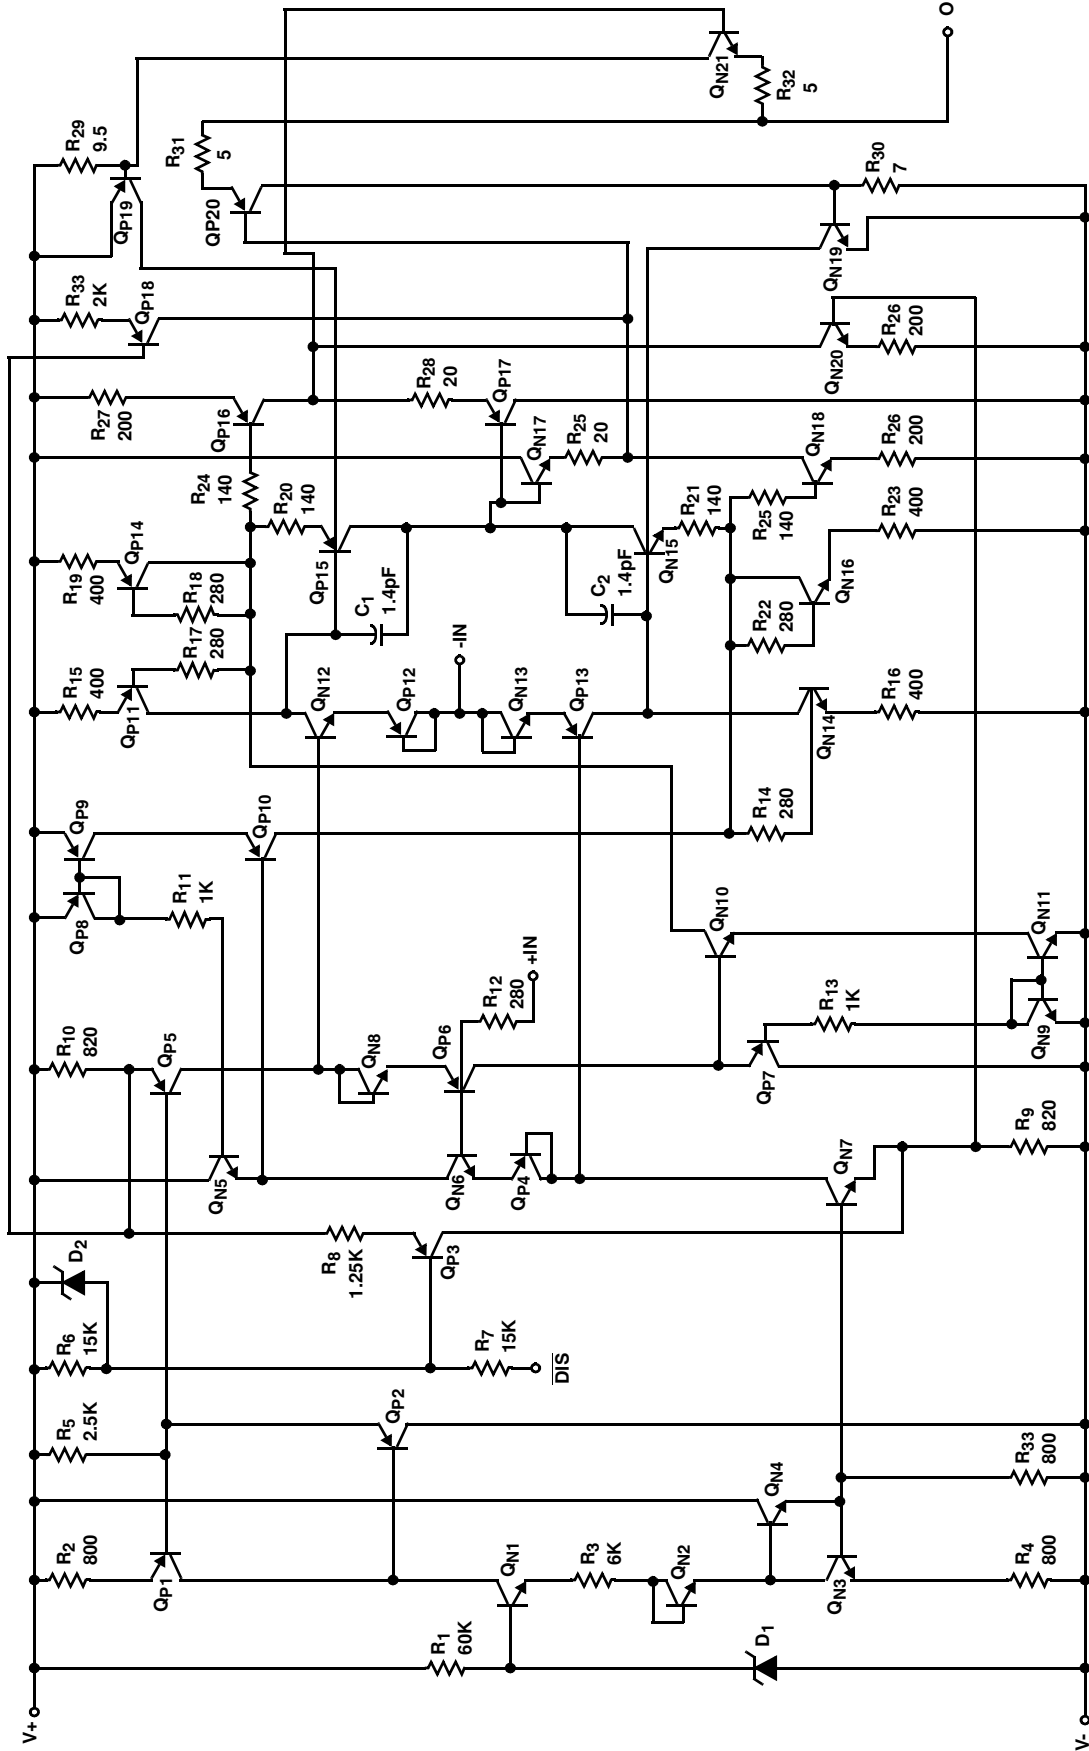 V+
R2
800
QP1
R1
60K
QN1
R3
6K
QN2
D1
QN3
R4
800
V-
R5
2.5K
QP2
QN4
R33
800
R6
15K
D2
R7
15K
DIS
R8
1.25K
QP3
R10
820
QP5
QN5
QN8
QP6
QN6
QP4
R12
280
+IN
QN7
R9
820
QP8
QP9
R11
1K
QP10
QN10
QP7
R13
1K
QN9
QN11
R15
400
QP11
R17
280
R18
280
R19
400
QP14
QN12
QP12
-IN
QN13
QP13
R14
280
QN14
R16
400
R24
140
R20
140
QP15
C1
1.4pF
C2
1.4pF
QN15
R21
140
R22
280
QN16
R23
400
R25
140
QN18
R26
200
R27
200
QP16
R28
20
QP17
QN17
R25
20
R33
2K
QP18
QN20
R26
200
R29
9.5
QP19
R31
5
QP20
QN19
R30
7
QN21
R32
5
O